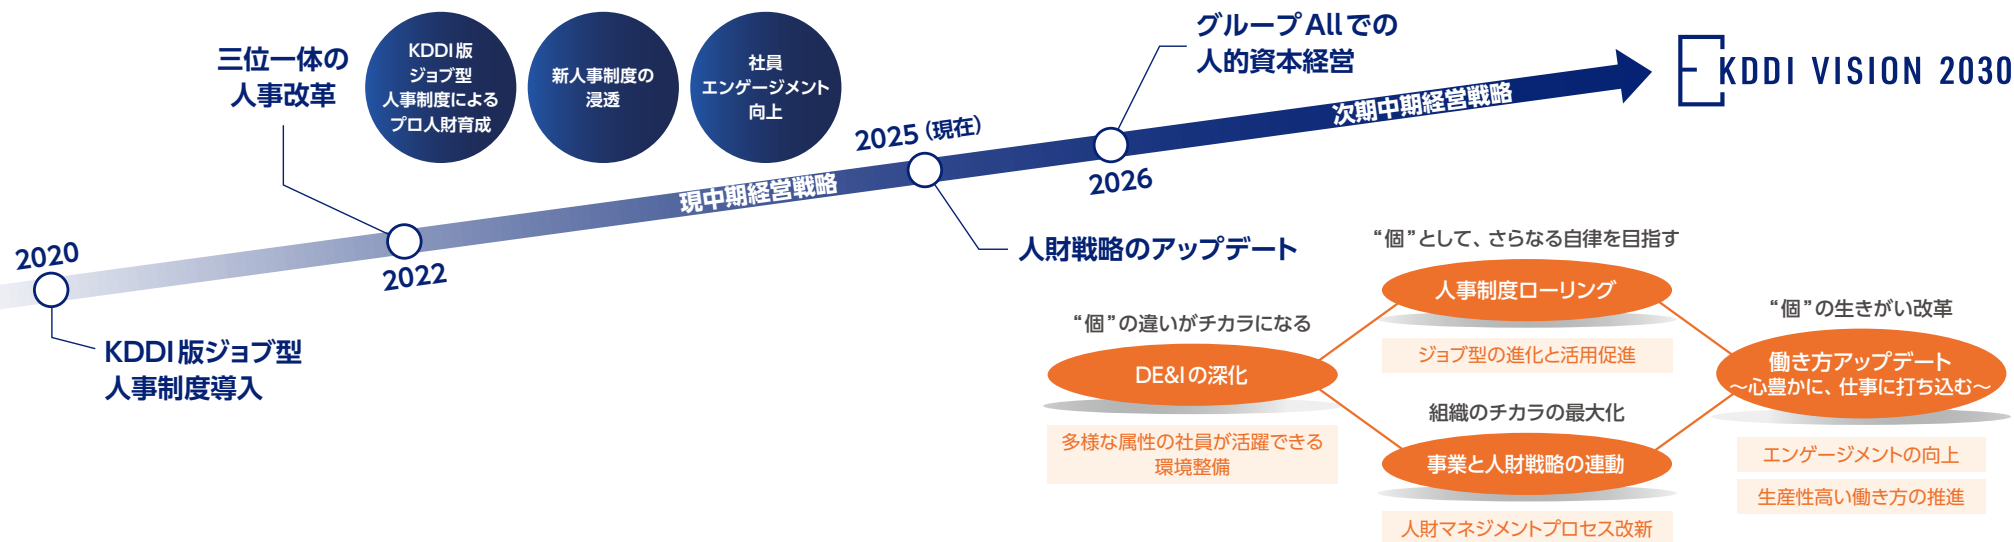 三位一体の
人事改革
KDDI版
ジョブ型
人事制度による
プロ人財育成
新人事制度の
浸透
社員
エンゲージメント
向上
グループAllでの
人的資本経営
KDDI VISION 2030
次期中期経営戦略
2025（現在）
2026
現中期経営戦略
2020
2022
KDDI版ジョブ型
人事制度導入
人財戦略のアップデート
“個”の違いがチカラになる
DE&Iの深化
多様な属性の社員が活躍できる
環境整備
“個”として、さらなる自律を目指す
人事制度ローリング
ジョブ型の進化と活用促進
組織のチカラの最大化
事業と人財戦略の連動
人財マネジメントプロセス改新
“個”の生きがい改革
働き方アップデート
〜心豊かに、仕事に打ち込む〜
エンゲージメントの向上
生産性高い働き方の推進